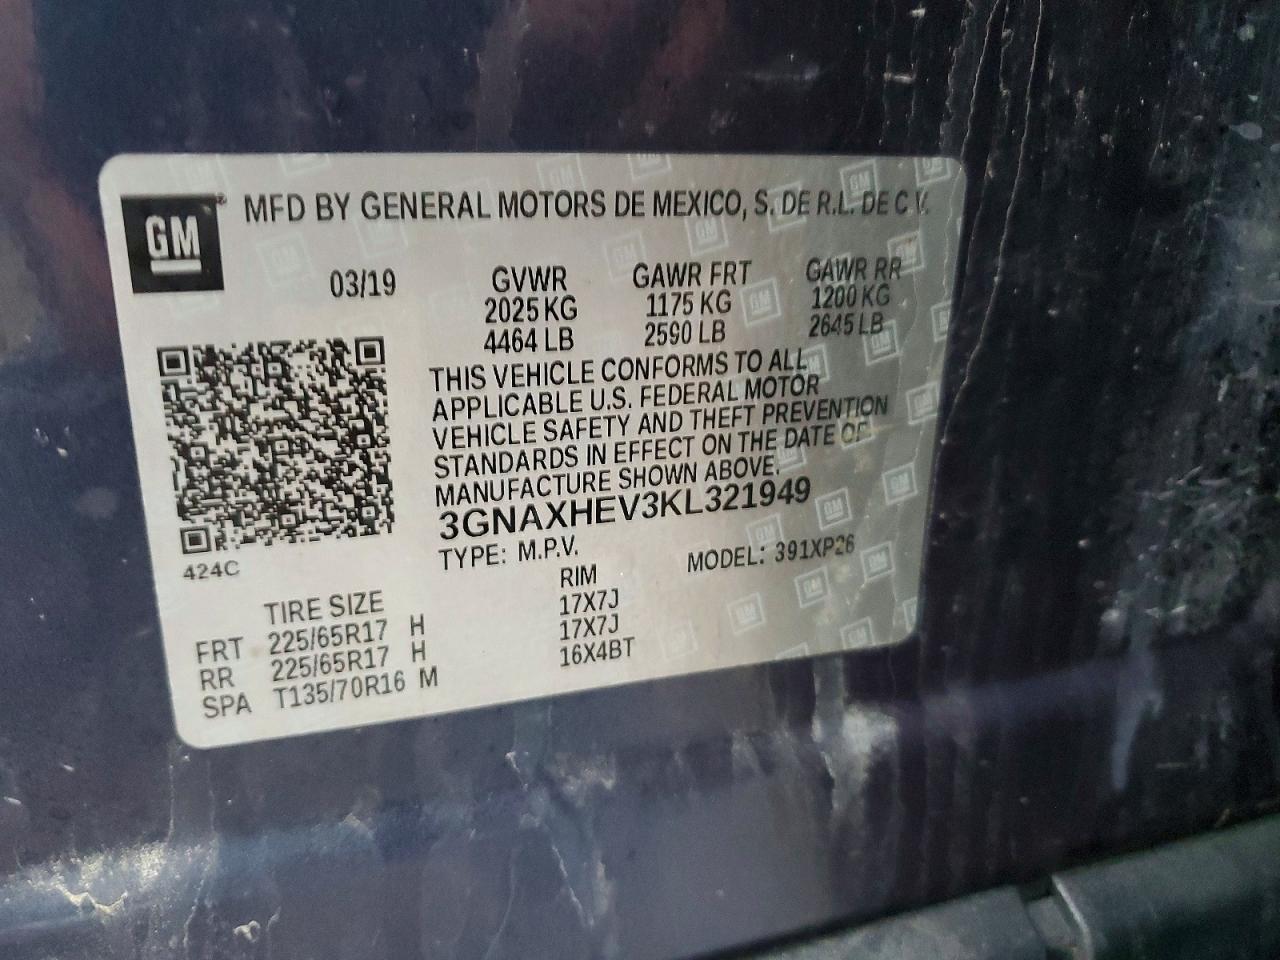 GM® MFD BY GENERAL MOTORS DE MEXICO, S. DE R.L. DE C.V.
03/19 GVWR GAWR FRT GAWR RR
2025 KG 1175 KG 1200 KG
4464 LB 2590 LB 2645 LB
THIS VEHICLE CONFORMS TO ALL
APPLICABLE U.S. FEDERAL MOTOR
VEHICLE SAFETY AND THEFT PREVENTION
STANDARDS IN EFFECT ON THE DATE OF
MANUFACTURE SHOWN ABOVE.
3GNAXHEV3KL321949
424C TYPE: M.P.V. MODEL: 391XP26
TIRE SIZE RIM
FRT 225/65R17 H 17X7J
RR 225/65R17 H 17X7J
SPA T135/70R16 M 16X4BT